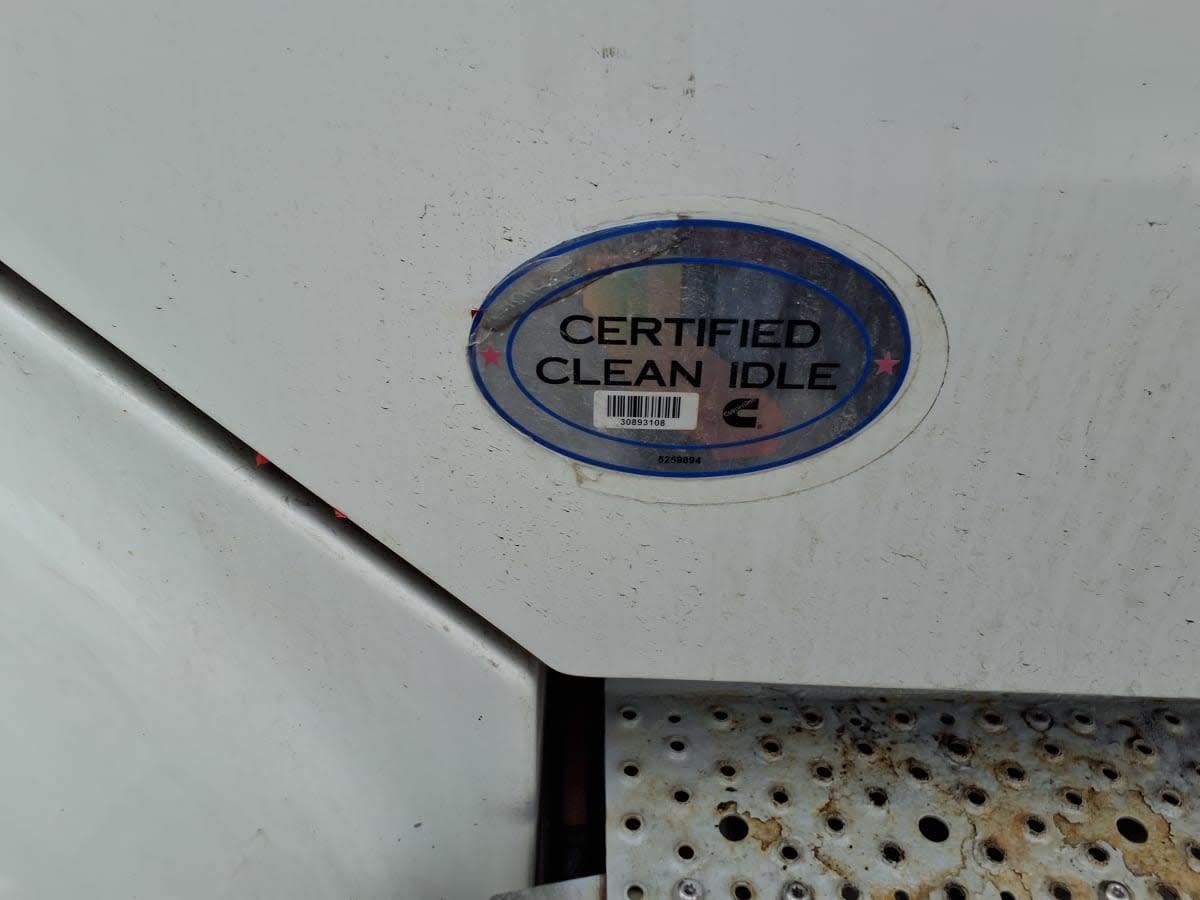 CERTIFIED
CLEAN IDLE
30893108
5259894